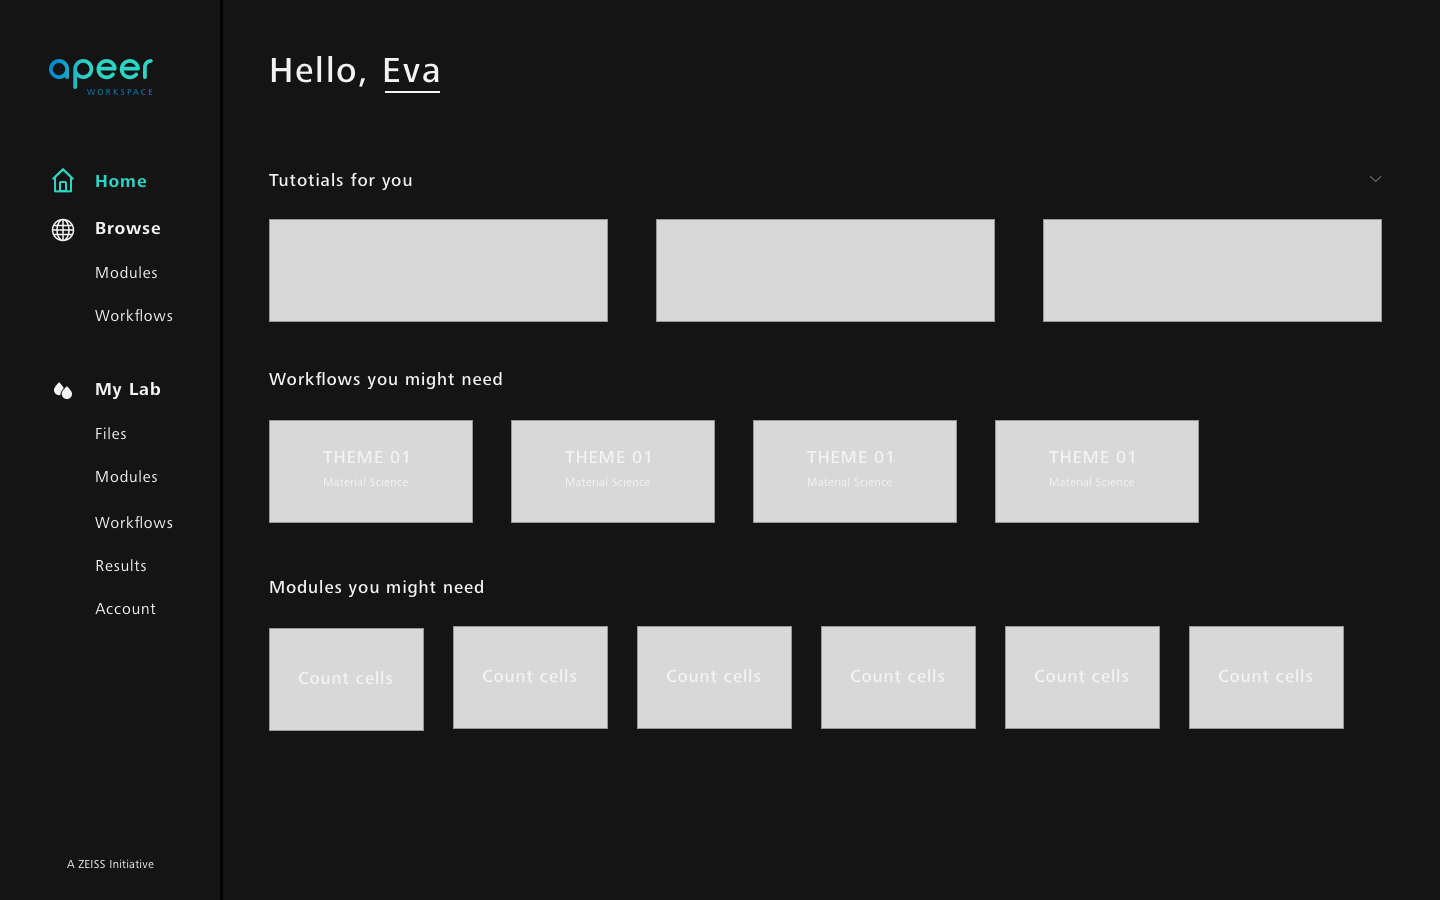 apeer
WORKSPACE
Home
Browse
Modules
Workflows
My Lab
Files
Modules
Workflows
Results
Account
A ZEISS Initiative
Hello, Eva
Tutotials for you
Workflows you might need
THEME 01 THEME 01 THEME 01 THEME 01
Material Science Material Science Material Science Material Science
Modules you might need
Count cells Count cells Count cells Count cells Count cells Count cells